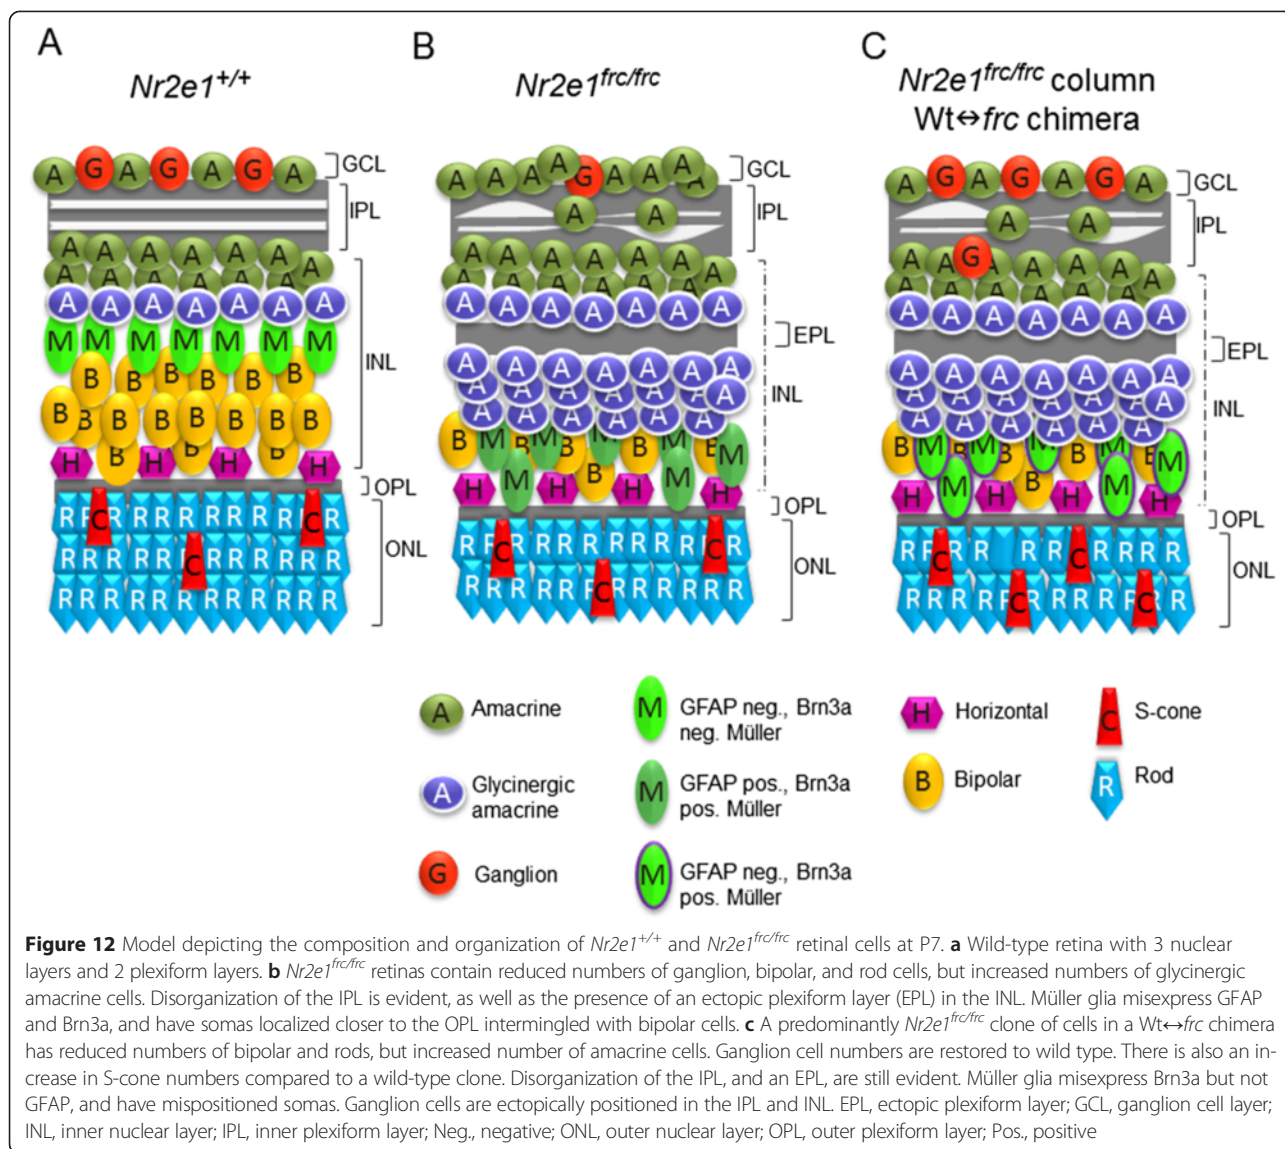 A
B
C
Nr2e1+/+
Nr2e1frc/frc
Nr2e1frc/frc column
Wt↔frc chimera
A G A G A G A
GCL
IPL
A A A A A A A
A A A A A A A
M M M M M M M
B B B B B B
B B B B B B B
H B H H B H
INL
OPL
R C R R R R R R C R
R R R R C R R R R
R R R R R R R R R
ONL
A A A A G A A A A
GCL
A A
IPL
A A A A A A A
A A A A A A A
EPL
A A A A A A A
A A A A A A A
A A A A A A
B M B M B M M B M
H M H B H M H
INL
OPL
R C R R R R R R C R
R R R R C R R R R
ONL
A G A G A G A
GCL
A A
IPL
A A G A A A A A
A A A A A A A
EPL
A A A A A A A
A A A A A A A
A A A A A A
B M B M B M B M B M
H M H B H M H
INL
OPL
R R C R R R C R R R
R R R C R R R C R
ONL
A Amacrine
M GFAP neg., Brn3a
neg. Müller
H Horizontal
C S-cone
A Glycinergic
amacrine
M GFAP pos., Brn3a
pos. Müller
B Bipolar
R Rod
G Ganglion
M GFAP neg., Brn3a
pos. Müller
Figure 12 Model depicting the composition and organization of Nr2e1+/+ and Nr2e1frc/frc retinal cells at P7. a Wild-type retina with 3 nuclear
layers and 2 plexiform layers. b Nr2e1frc/frc retinas contain reduced numbers of ganglion, bipolar, and rod cells, but increased numbers of glycinergic
amacrine cells. Disorganization of the IPL is evident, as well as the presence of an ectopic plexiform layer (EPL) in the INL. Müller glia misexpress GFAP
and Brn3a, and have somas localized closer to the OPL intermingled with bipolar cells. c A predominantly Nr2e1frc/frc clone of cells in a Wt↔frc chimera
has reduced numbers of bipolar and rods, but increased number of amacrine cells. Ganglion cell numbers are restored to wild type. There is also an in-
crease in S-cone numbers compared to a wild-type clone. Disorganization of the IPL, and an EPL, are still evident. Müller glia misexpress Brn3a but not
GFAP, and have mispositioned somas. Ganglion cells are ectopically positioned in the IPL and INL. EPL, ectopic plexiform layer; GCL, ganglion cell layer;
INL, inner nuclear layer; IPL, inner plexiform layer; Neg., negative; ONL, outer nuclear layer; OPL, outer plexiform layer; Pos., positive